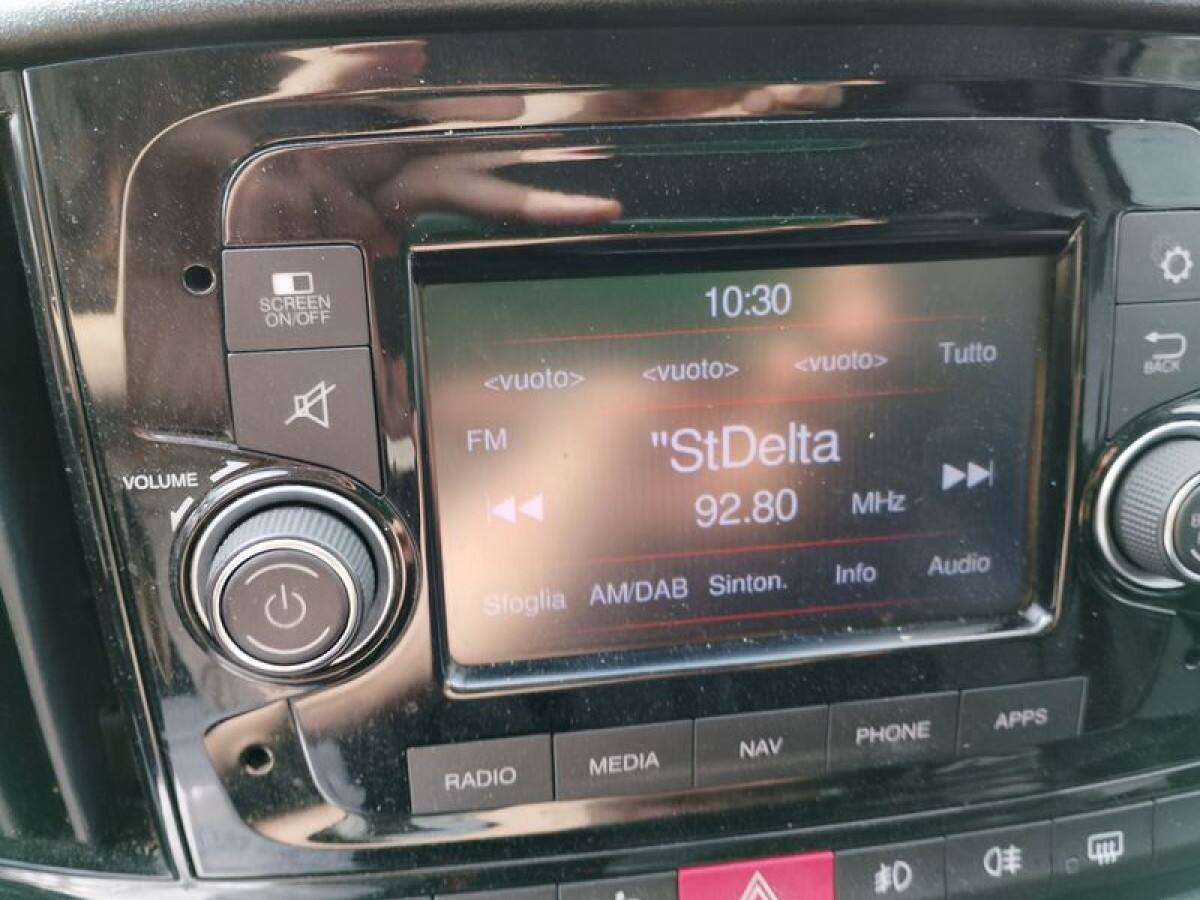 SCREEN
ON/OFF
10:30
<vuoto> <vuoto> <vuoto> Tutto
BACK
FM "StDelta
VOLUME
92.80 MHz
Sfoglia AM/DAB Sinton. Info Audio
RADIO MEDIA NAV PHONE APPS